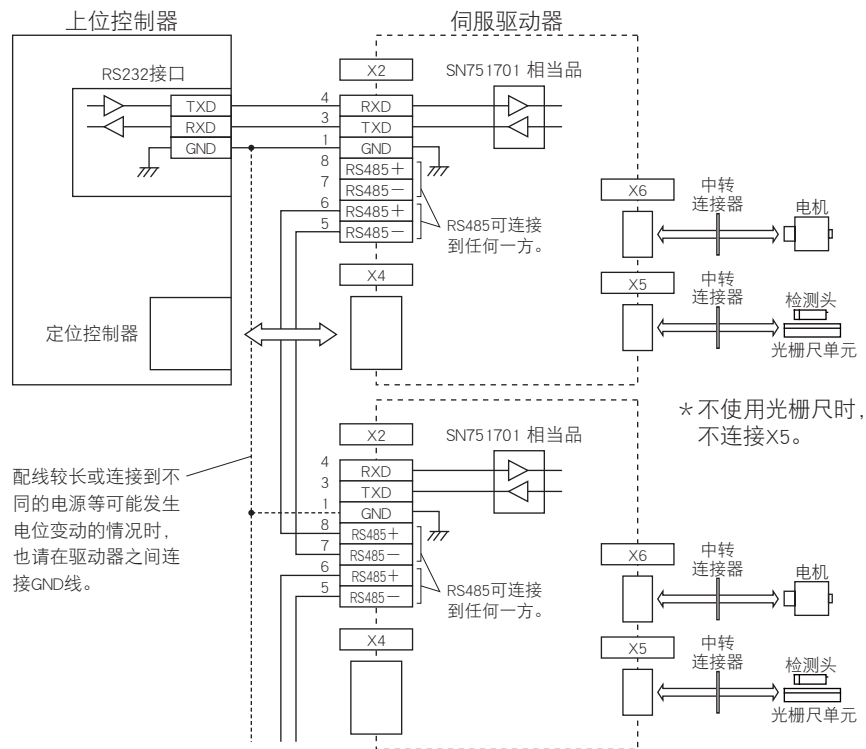 上位控制器
伺服驱动器
RS232接口
X2
SN751701 相当品
TXD
4
RXD
RXD
3
TXD
GND
1
GND
8
RS485+
7
RS485-
6
RS485+
5
RS485-
RS485可连接
到任何一方。
X6
中转
连接器
电机
X4
X5
中转
连接器
检测头
光栅尺单元
定位控制器
*不使用光栅尺时,
不连接X5。
X2
SN751701 相当品
4
RXD
3
TXD
1
GND
8
RS485+
7
RS485-
6
RS485+
5
RS485-
RS485可连接
到任何一方。
配线较长或连接到不
同的电源等可能发生
电位变动的情况时,
也请在驱动器之间连
接GND线。
X6
中转
连接器
电机
X4
X5
中转
连接器
检测头
光栅尺单元